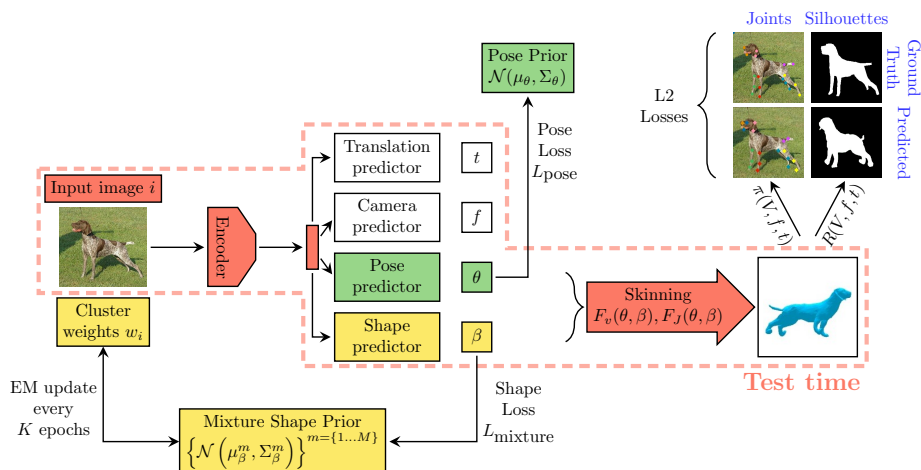 Joints Silhouettes
Ground
Truth
Predicted
L2
Losses
Pose Prior
𝒩(μ_θ, Σ_θ)
Pose
Loss
L_pose
Translation
predictor
t
Input image i
Camera
predictor
f
Encoder
Pose
predictor
θ
Shape
predictor
β
Skinning
F_v(θ, β), F_J(θ, β)
π(V, f, t)
R(V, f, t)
Test time
Cluster
weights w_i
EM update
every
K epochs
Shape
Loss
L_mixture
Mixture Shape Prior
{𝒩(μ_β^m, Σ_β^m)}^{m={1...M}}